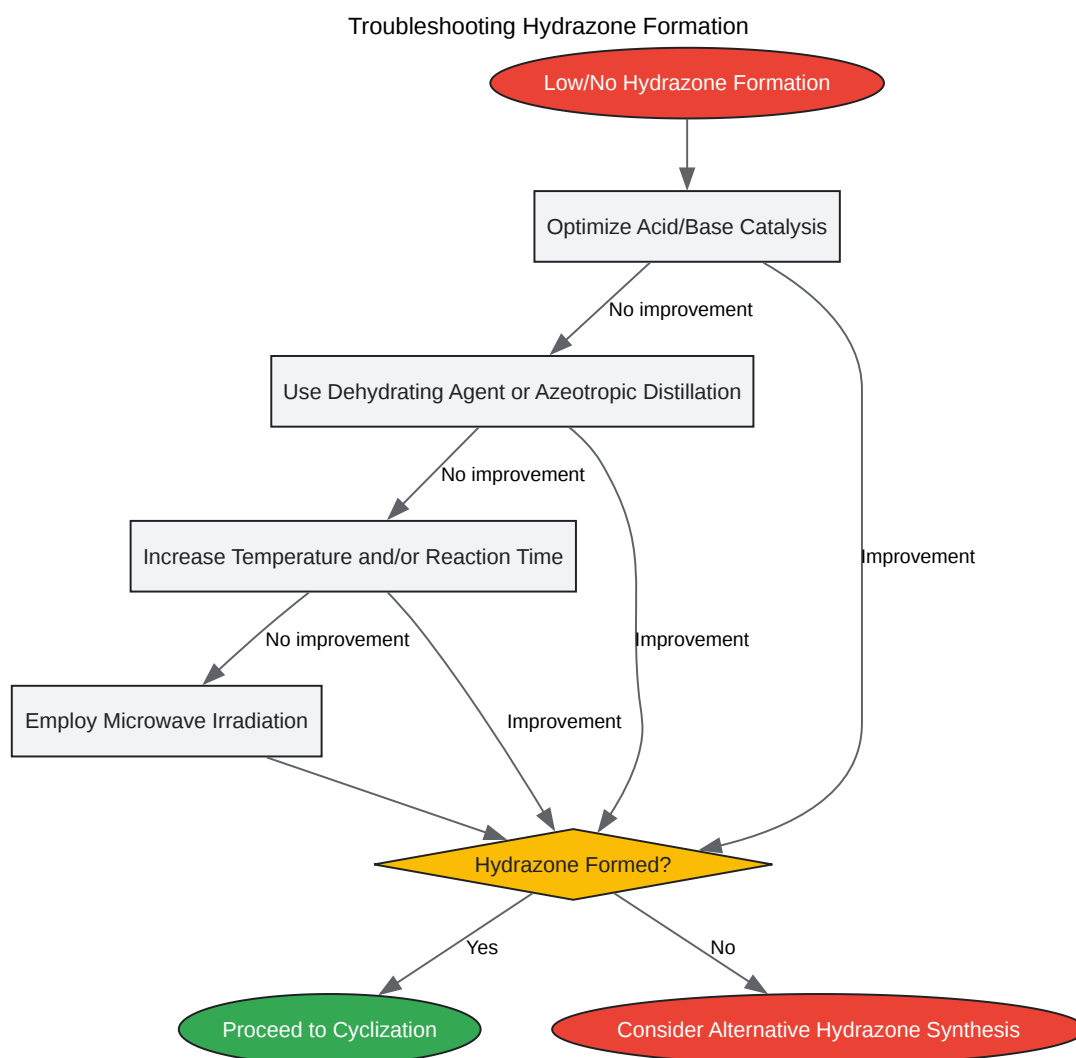 Troubleshooting Hydrazone Formation
Low/No Hydrazone Formation
Optimize Acid/Base Catalysis
No improvement
Use Dehydrating Agent or Azeotropic Distillation
No improvement
Increase Temperature and/or Reaction Time
Improvement
No improvement
Improvement
Employ Microwave Irradiation
Improvement
Hydrazone Formed?
Yes
No
Proceed to Cyclization
Consider Alternative Hydrazone Synthesis